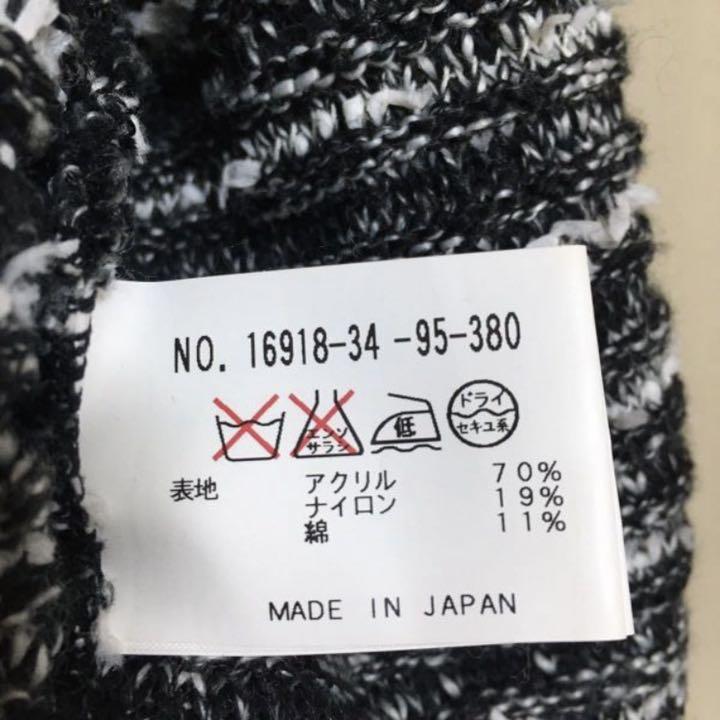 NO. 16918-34 -95-380
エンソ
サラシ
低
ドライ
セキユ系
表地 アクリル 70%
ナイロン 19%
綿 11%
MADE IN JAPAN